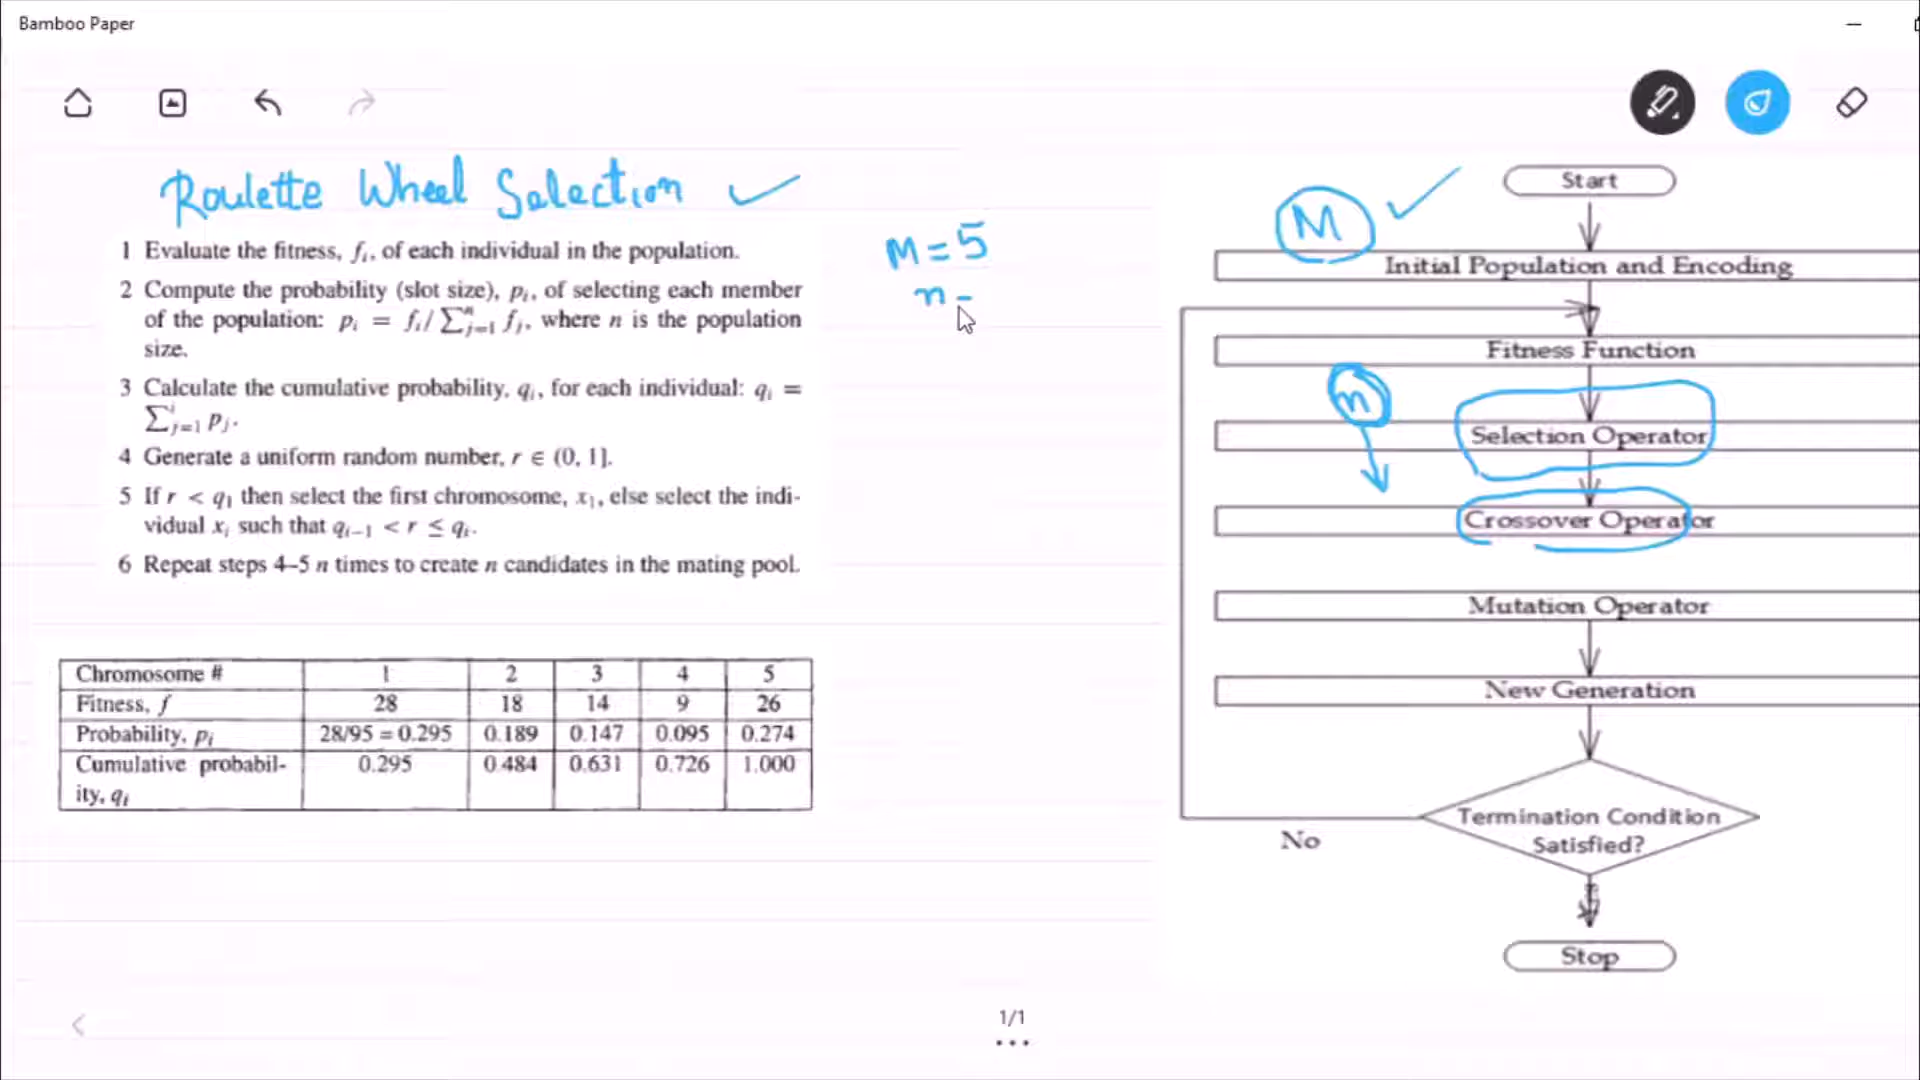 Bamboo Paper
Roulette Wheel Selection
1 Evaluate the fitness, fᵢ, of each individual in the population.
2 Compute the probability (slot size), pᵢ, of selecting each member
of the population: pᵢ = fᵢ/∑ⁿⱼ₌₁ fⱼ, where n is the population
size.
3 Calculate the cumulative probability, qᵢ, for each individual: qᵢ =
∑ⁱⱼ₌₁ pⱼ.
4 Generate a uniform random number, r ∈ (0, 1].
5 If r < q₁ then select the first chromosome, x₁, else select the indi-
vidual xᵢ such that qᵢ₋₁ < r ≤ qᵢ.
6 Repeat steps 4–5 n times to create n candidates in the mating pool.
M = 5
n =
Chromosome # 1 2 3 4 5
Fitness, f 28 18 14 9 26
Probability, pᵢ 28/95 = 0.295 0.189 0.147 0.095 0.274
Cumulative probabil- 0.295 0.484 0.631 0.726 1.000
ity, qᵢ
M
Start
Initial Population and Encoding
Fitness Function
n
Selection Operator
Crossover Operator
Mutation Operator
New Generation
Termination Condition
Satisfied?
No
Stop
1/1